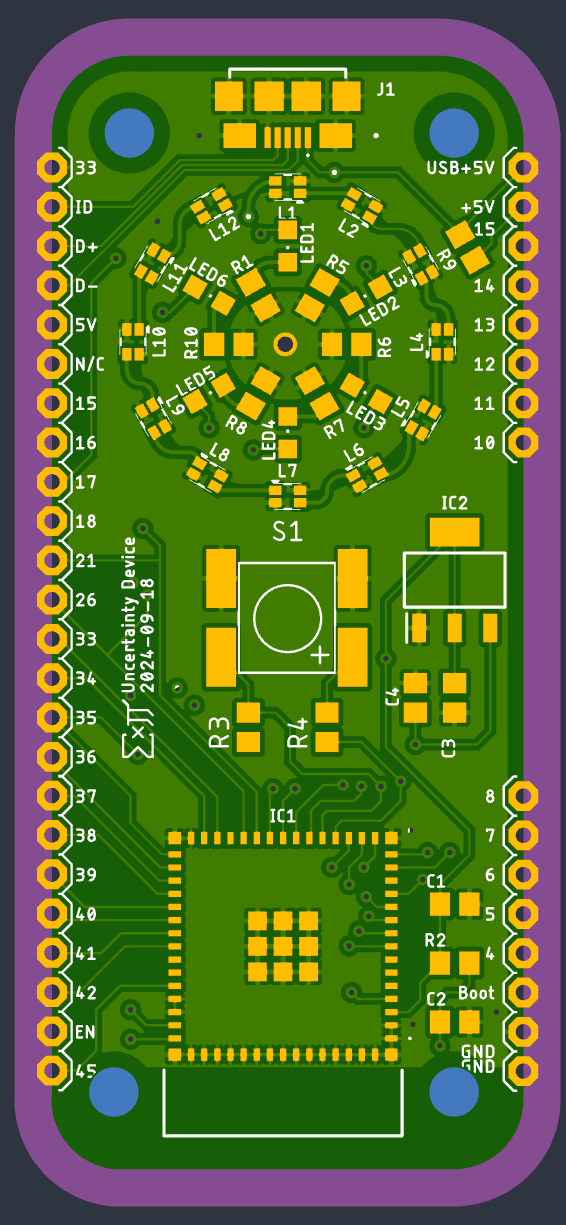 J1
33
USB+5V
ID
+5V
L1
L12
L2
15
D+
LED1
R9
D-
L11
LED6
R1
R5
L3
LED2
14
5V
13
L10
R10
R6
L4
N/C
12
15
L9
LED5
R8
LED4
R7
LED3
L5
11
16
10
L8
L7
L6
17
18
IC2
S1
21
26
Uncertainty Device
2024-09-18
33
34
+
C4
35
R3
R4
C3
36
37
8
IC1
38
7
39
6
C1
40
5
41
R2
4
42
Boot
C2
EN
GND
45
GND